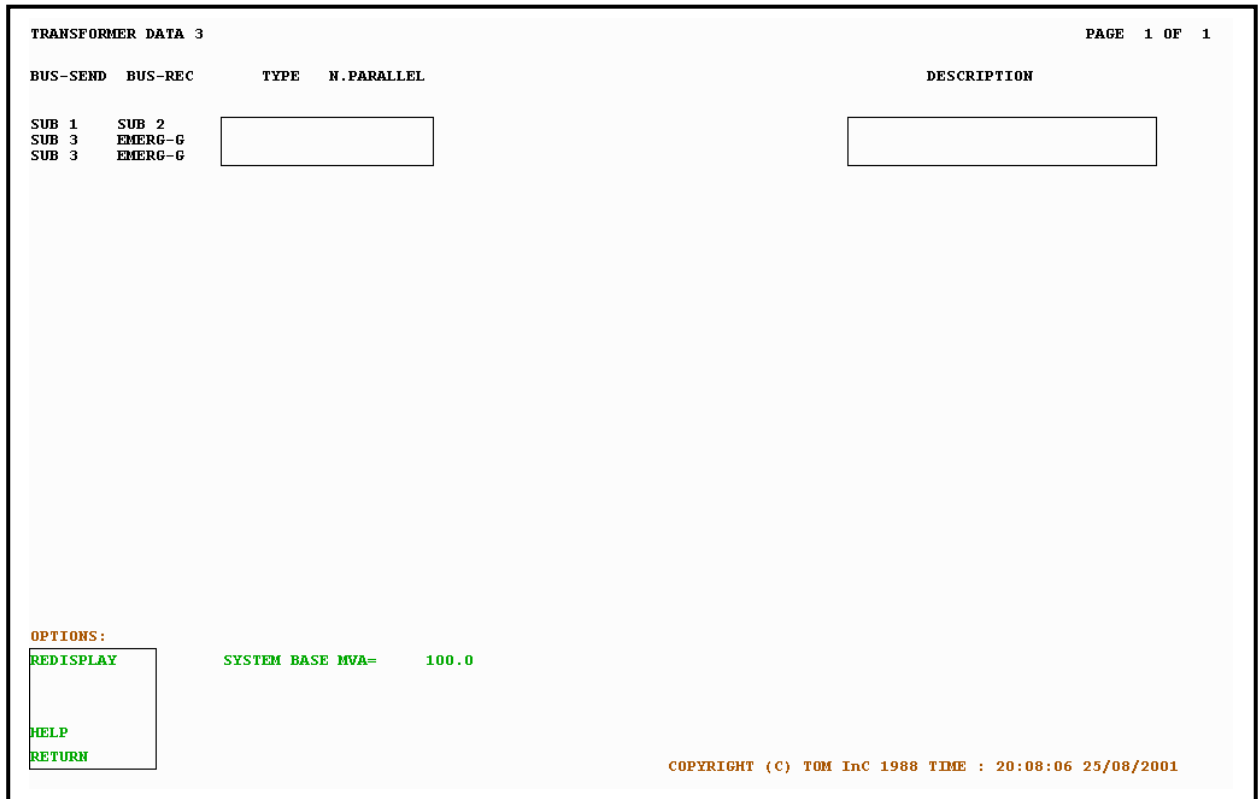 TRANSFORMER DATA 3 PAGE 1 OF 1
BUS-SEND BUS-REC TYPE N.PARALLEL DESCRIPTION
SUB 1 SUB 2
SUB 3 EMERG-G
SUB 3 EMERG-G
OPTIONS:
REDISPLAY SYSTEM BASE MVA= 100.0
HELP
RETURN
COPYRIGHT (C) TOM InC 1988 TIME : 20:08:06 25/08/2001